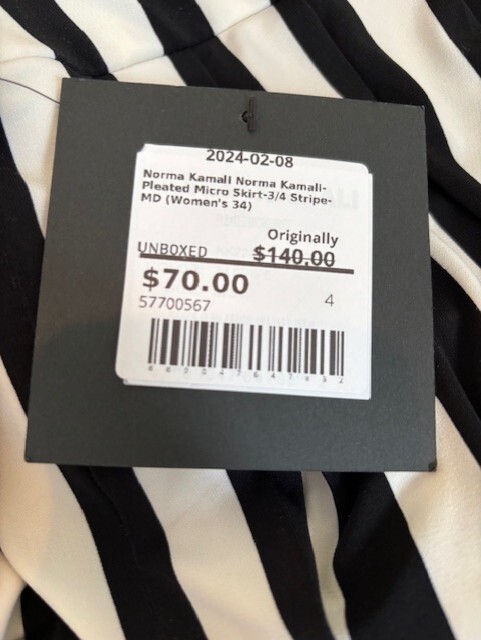 2024-02-08
Norma Kamali Norma Kamali-
Pleated Micro Skirt-3/4 Stripe-
MD (Women's 34)
Originally
UNBOXED $140.00
$70.00
57700567 4